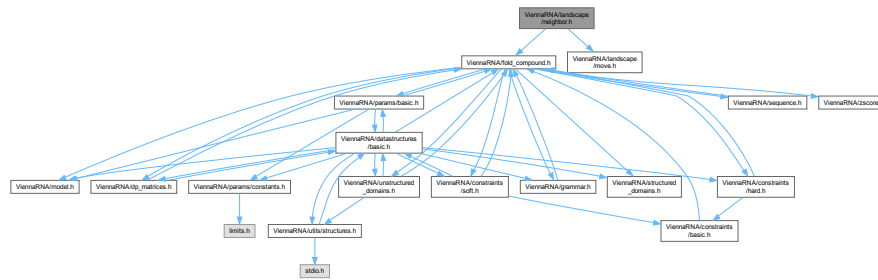 ViennaRNA/landscape
/neighbor.h
ViennaRNA/fold_compound.h
ViennaRNA/landscape
/move.h
ViennaRNA/params/basic.h
ViennaRNA/sequence.h
ViennaRNA/zscore
ViennaRNA/datastructures
/basic.h
ViennaRNA/model.h
ViennaRNA/dp_matrices.h
ViennaRNA/params/constants.h
ViennaRNA/unstructured
_domains.h
ViennaRNA/constraints
/soft.h
ViennaRNA/grammar.h
ViennaRNA/structured
_domains.h
ViennaRNA/constraints
/hard.h
limits.h
ViennaRNA/utils/structures.h
ViennaRNA/constraints
/basic.h
stdio.h